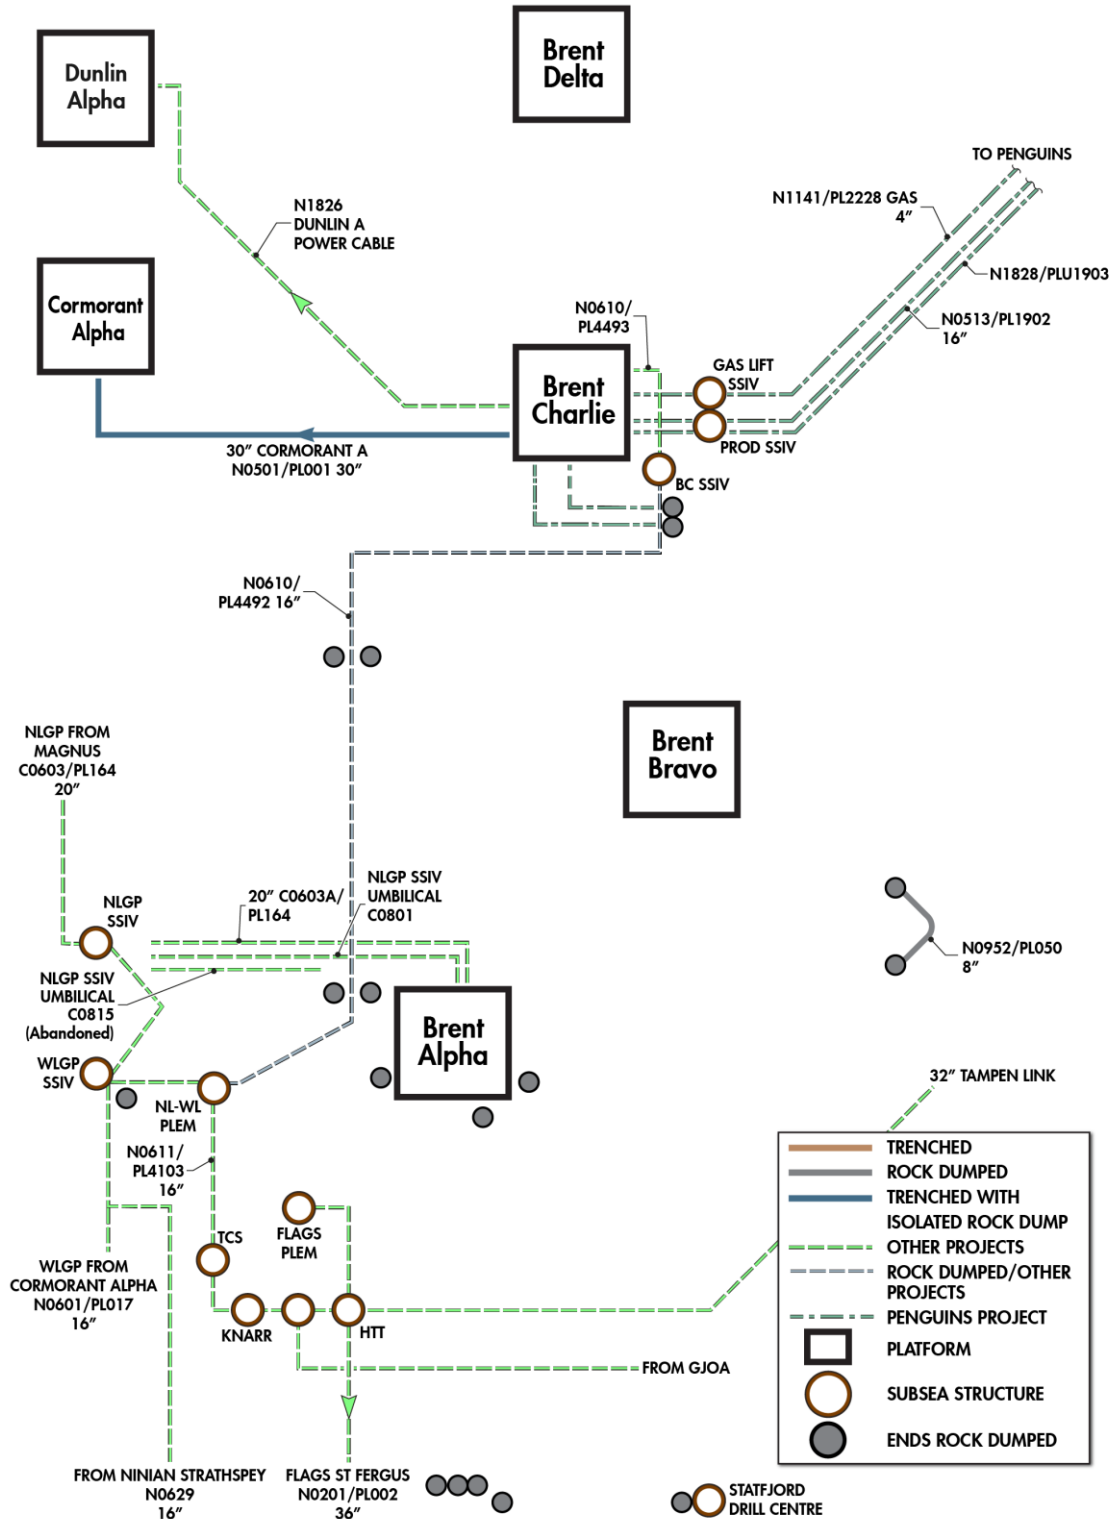 Brent
Delta
Dunlin
Alpha
TO PENGUINS
N1141/PL2228 GAS
4”
N1826
DUNLIN A
POWER CABLE
N1828/PLU1903
Cormorant
Alpha
N0610/
PL4493
N0513/PL1902
16”
GAS LIFT
SSIV
Brent
Charlie
PROD SSIV
30” CORMORANT A
N0501/PL001 30”
BC SSIV
N0610/
PL4492 16”
NLGP FROM
MAGNUS
C0603/PL164
20”
Brent
Bravo
NLGP SSIV
UMBILICAL
C0801
20” C0603A/
PL164
NLGP
SSIV
N0952/PL050
8”
NLGP SSIV
UMBILICAL
C0815
(Abandoned)
Brent
Alpha
WLGP
SSIV
32” TAMPEN LINK
NL-WL
PLEM
N0611/
PL4103
16”
TRENCHED
ROCK DUMPED
TRENCHED WITH
ISOLATED ROCK DUMP
OTHER PROJECTS
ROCK DUMPED/OTHER
PROJECTS
PENGUINS PROJECT
PLATFORM
SUBSEA STRUCTURE
ENDS ROCK DUMPED
FLAGS
PLEM
TCS
WLGP FROM
CORMORANT ALPHA
N0601/PL017
16”
KNARR
HTT
FROM GJOA
FROM NINIAN STRATHSPEY
N0629
16”
FLAGS ST FERGUS
N0201/PL002
36”
STATFJORD
DRILL CENTRE